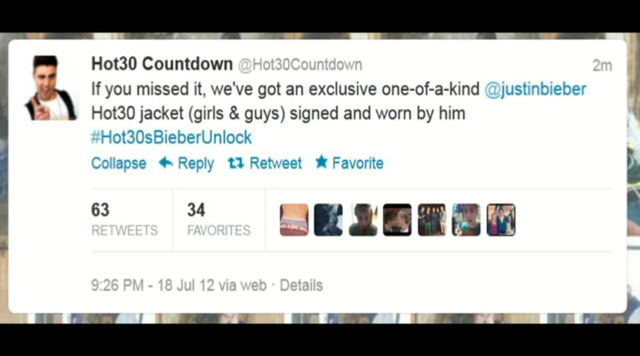 Hot30 Countdown @Hot30Countdown 2m
If you missed it, we've got an exclusive one-of-a-kind @justinbieber
Hot30 jacket (girls & guys) signed and worn by him
#Hot30sBieberUnlock
Collapse Reply Retweet Favorite
63 34
RETWEETS FAVORITES
9:26 PM - 18 Jul 12 via web · Details